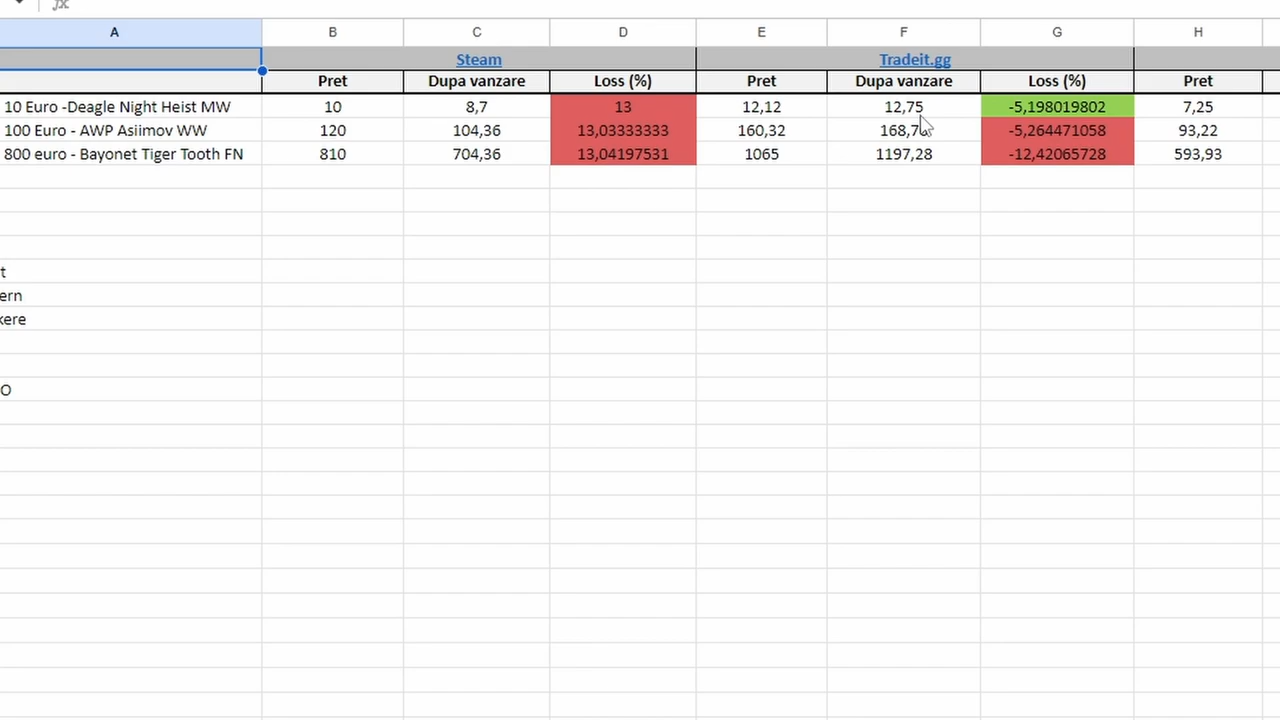 fx
A B C D E F G H
Steam Tradeit.gg
Pret Dupa vanzare Loss (%) Pret Dupa vanzare Loss (%) Pret
10 Euro -Deagle Night Heist MW 10 8,7 13 12,12 12,75 -5,198019802 7,25
100 Euro - AWP Asiimov WW 120 104,36 13,03333333 160,32 -5,264471058 93,22
800 euro - Bayonet Tiger Tooth FN 810 704,36 13,04197531 1065 1197,28 -12,42065728 593,93
t
ern
kere
O